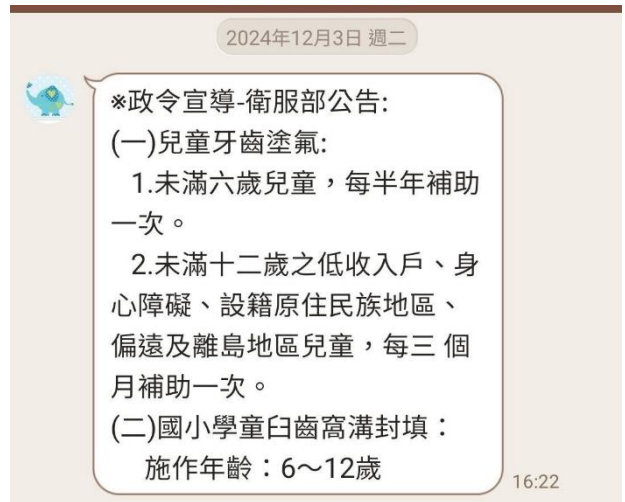 2024年12月3日 週二
※政令宣導-衛服部公告:
(一)兒童牙齒塗氟:
1.未滿六歲兒童，每半年補助
一次。
2.未滿十二歲之低收入戶、身
心障礙、設籍原住民族地區、
偏遠及離島地區兒童，每三 個
月補助一次。
(二)國小學童臼齒窩溝封填：
施作年齡：6～12歲
16:22